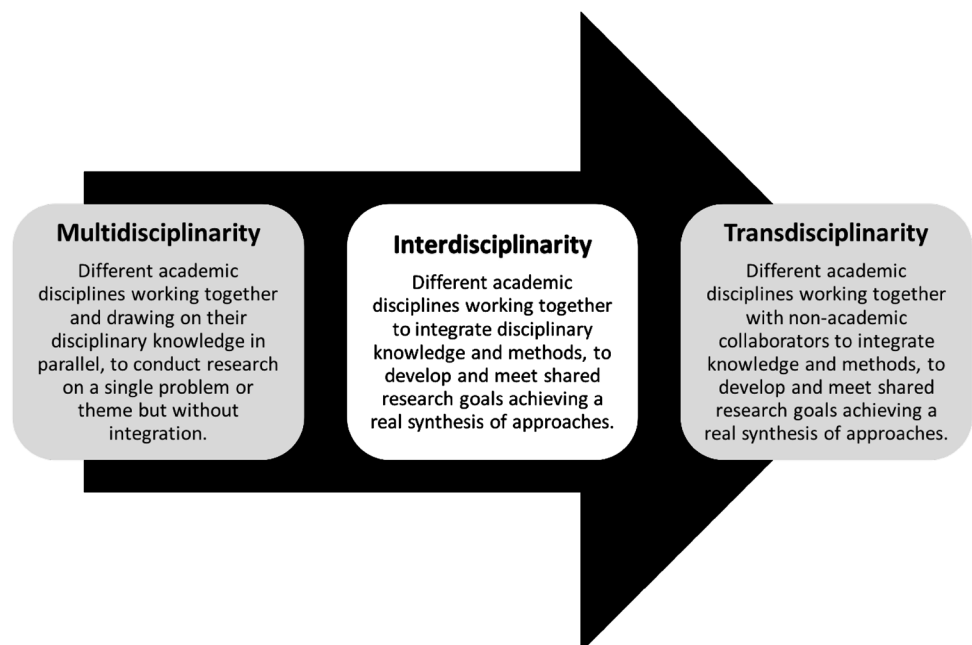 Multidisciplinarity
Different academic
disciplines working together
and drawing on their
disciplinary knowledge in
parallel, to conduct research
on a single problem or
theme but without
integration.
Interdisciplinarity
Different academic
disciplines working together
to integrate disciplinary
knowledge and methods, to
develop and meet shared
research goals achieving a
real synthesis of approaches.
Transdisciplinarity
Different academic
disciplines working together
with non-academic
collaborators to integrate
knowledge and methods, to
develop and meet shared
research goals achieving a
real synthesis of approaches.